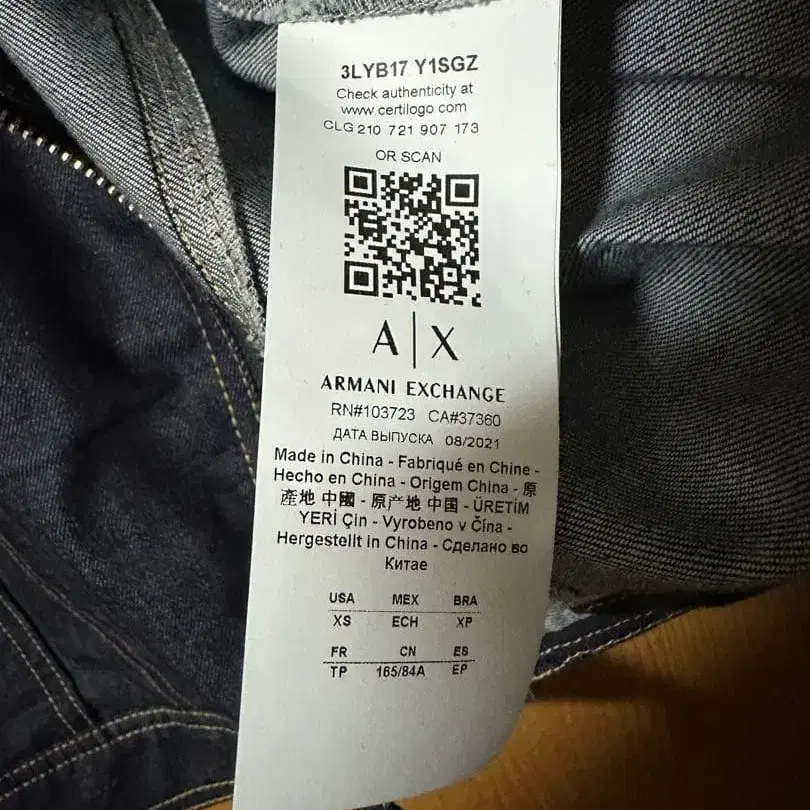 3LYB17 Y1SGZ
Check authenticity at
www.certilogo.com
CLG 210 721 907 173
OR SCAN
A|X
ARMANI EXCHANGE
RN#103723 CA#37360
ДАТА ВЫПУСКА 08/2021
Made in China - Fabriqué en Chine -
Hecho en China - Origem China - 原
產地 中國 - 原产地 中国 - ÜRETİM
YERİ Çin - Vyrobeno v Čína -
Hergestellt in China - Сделано во
Китае
USA MEX BRA
XS ECH XP
FR CN ES
TP 165/84A EP